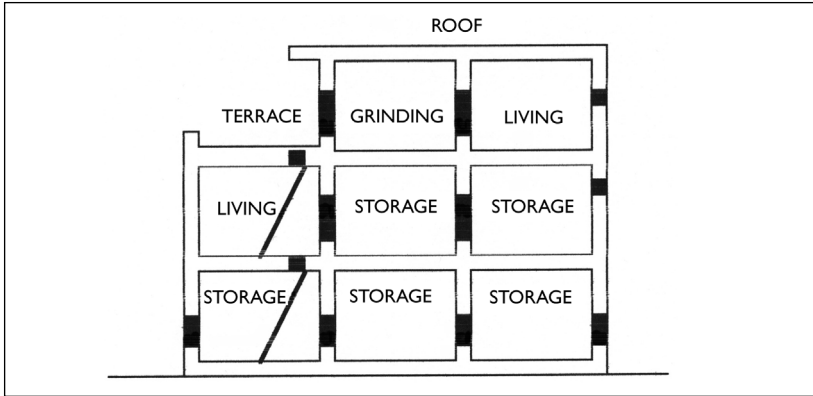 ROOF
TERRACE GRINDING LIVING
LIVING STORAGE STORAGE
STORAGE STORAGE STORAGE